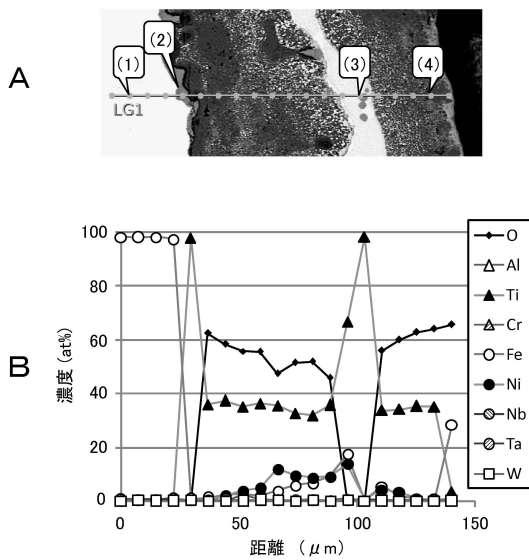 A
(1)
(2)
(3)
(4)
LG1
B
濃度(at%)
100
80
60
40
20
0
0
50
100
150
距離 (μm)
O
Al
Ti
Cr
Fe
Ni
Nb
Ta
W